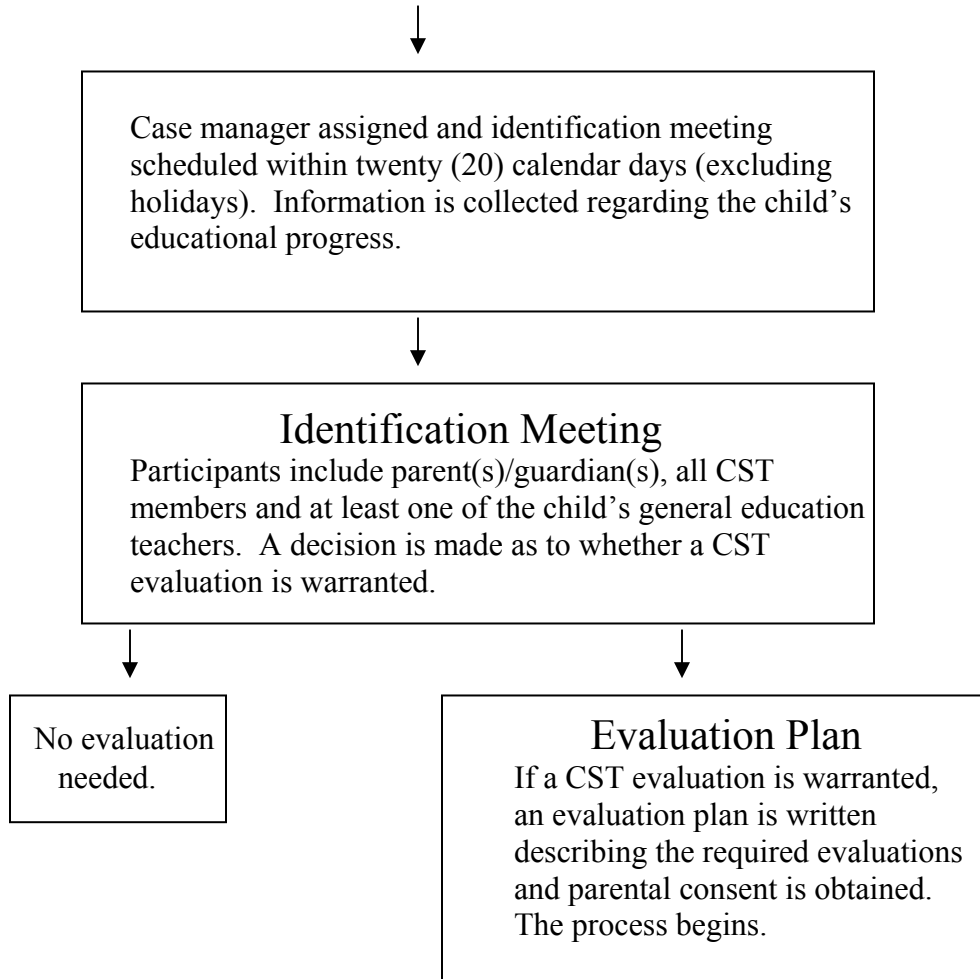 Case manager assigned and identification meeting
scheduled within twenty (20) calendar days (excluding
holidays).  Information is collected regarding the child’s
educational progress.
Identification Meeting
Participants include parent(s)/guardian(s), all CST
members and at least one of the child’s general education
teachers.  A decision is made as to whether a CST
evaluation is warranted.
No evaluation
needed.
Evaluation Plan
If a CST evaluation is warranted,
an evaluation plan is written
describing the required evaluations
and parental consent is obtained.
The process begins.